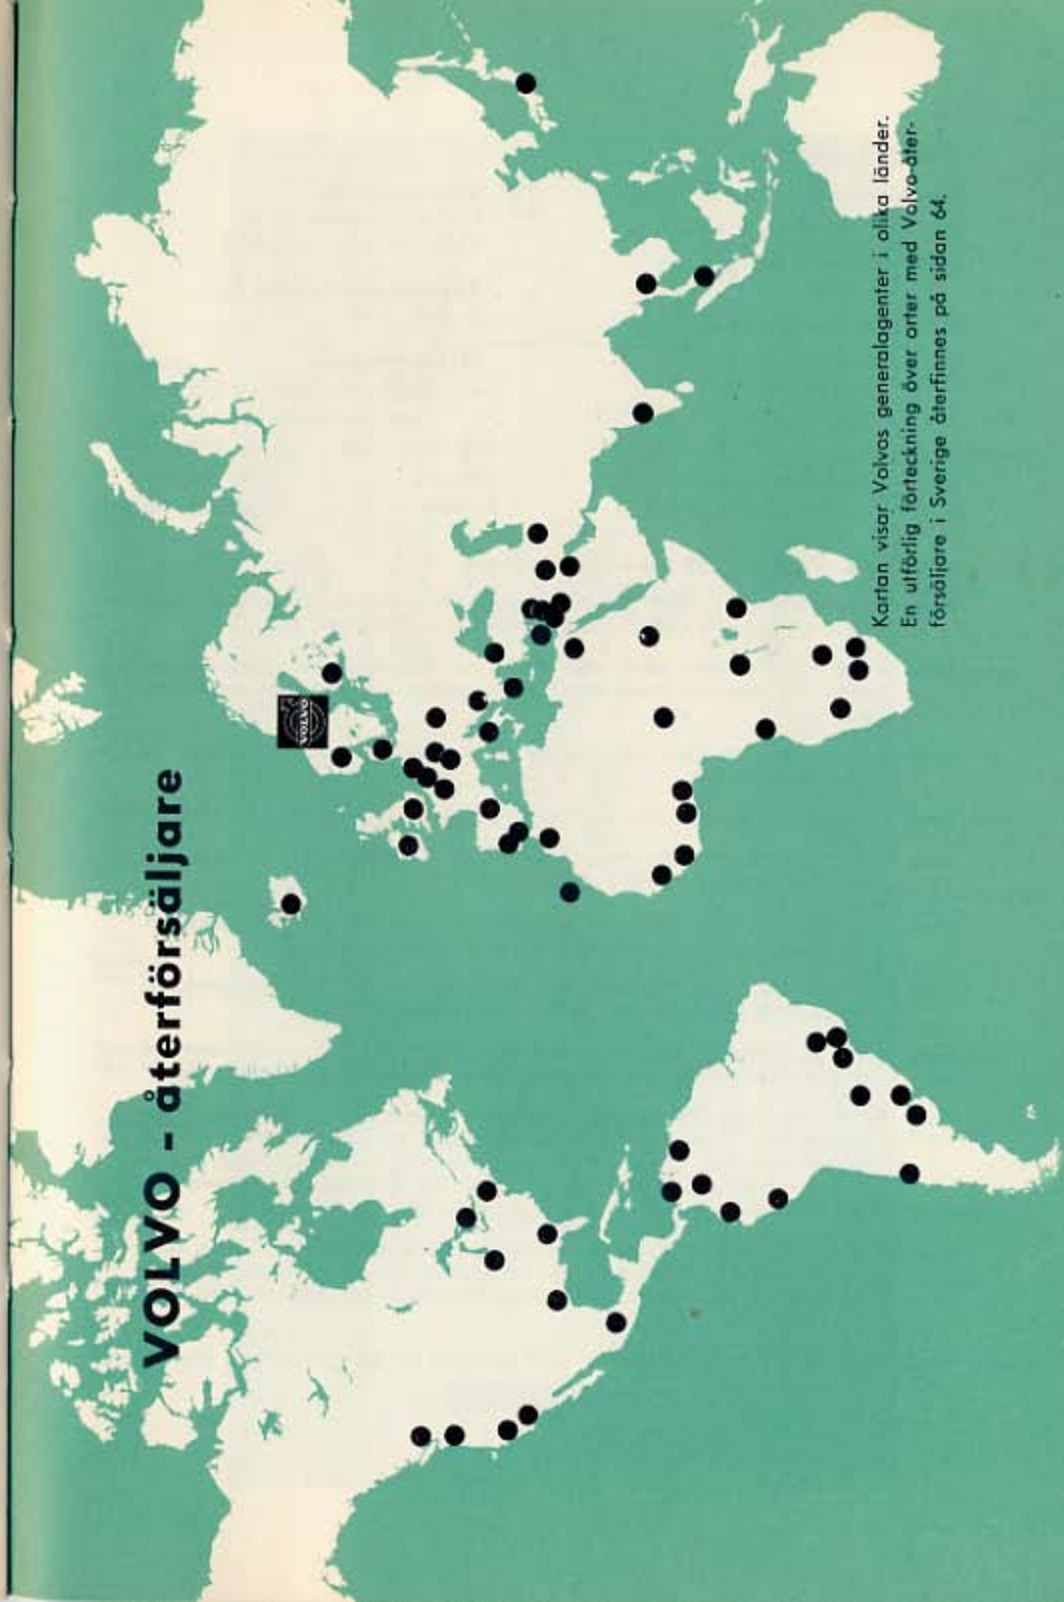 VOLVO - återförsäljare
VOLVO
Kartan visar Volvos generalagenter i olika länder.
En utförlig förteckning över orter med Volvo-åter-
försäljare i Sverige återfinnes på sidan 64.